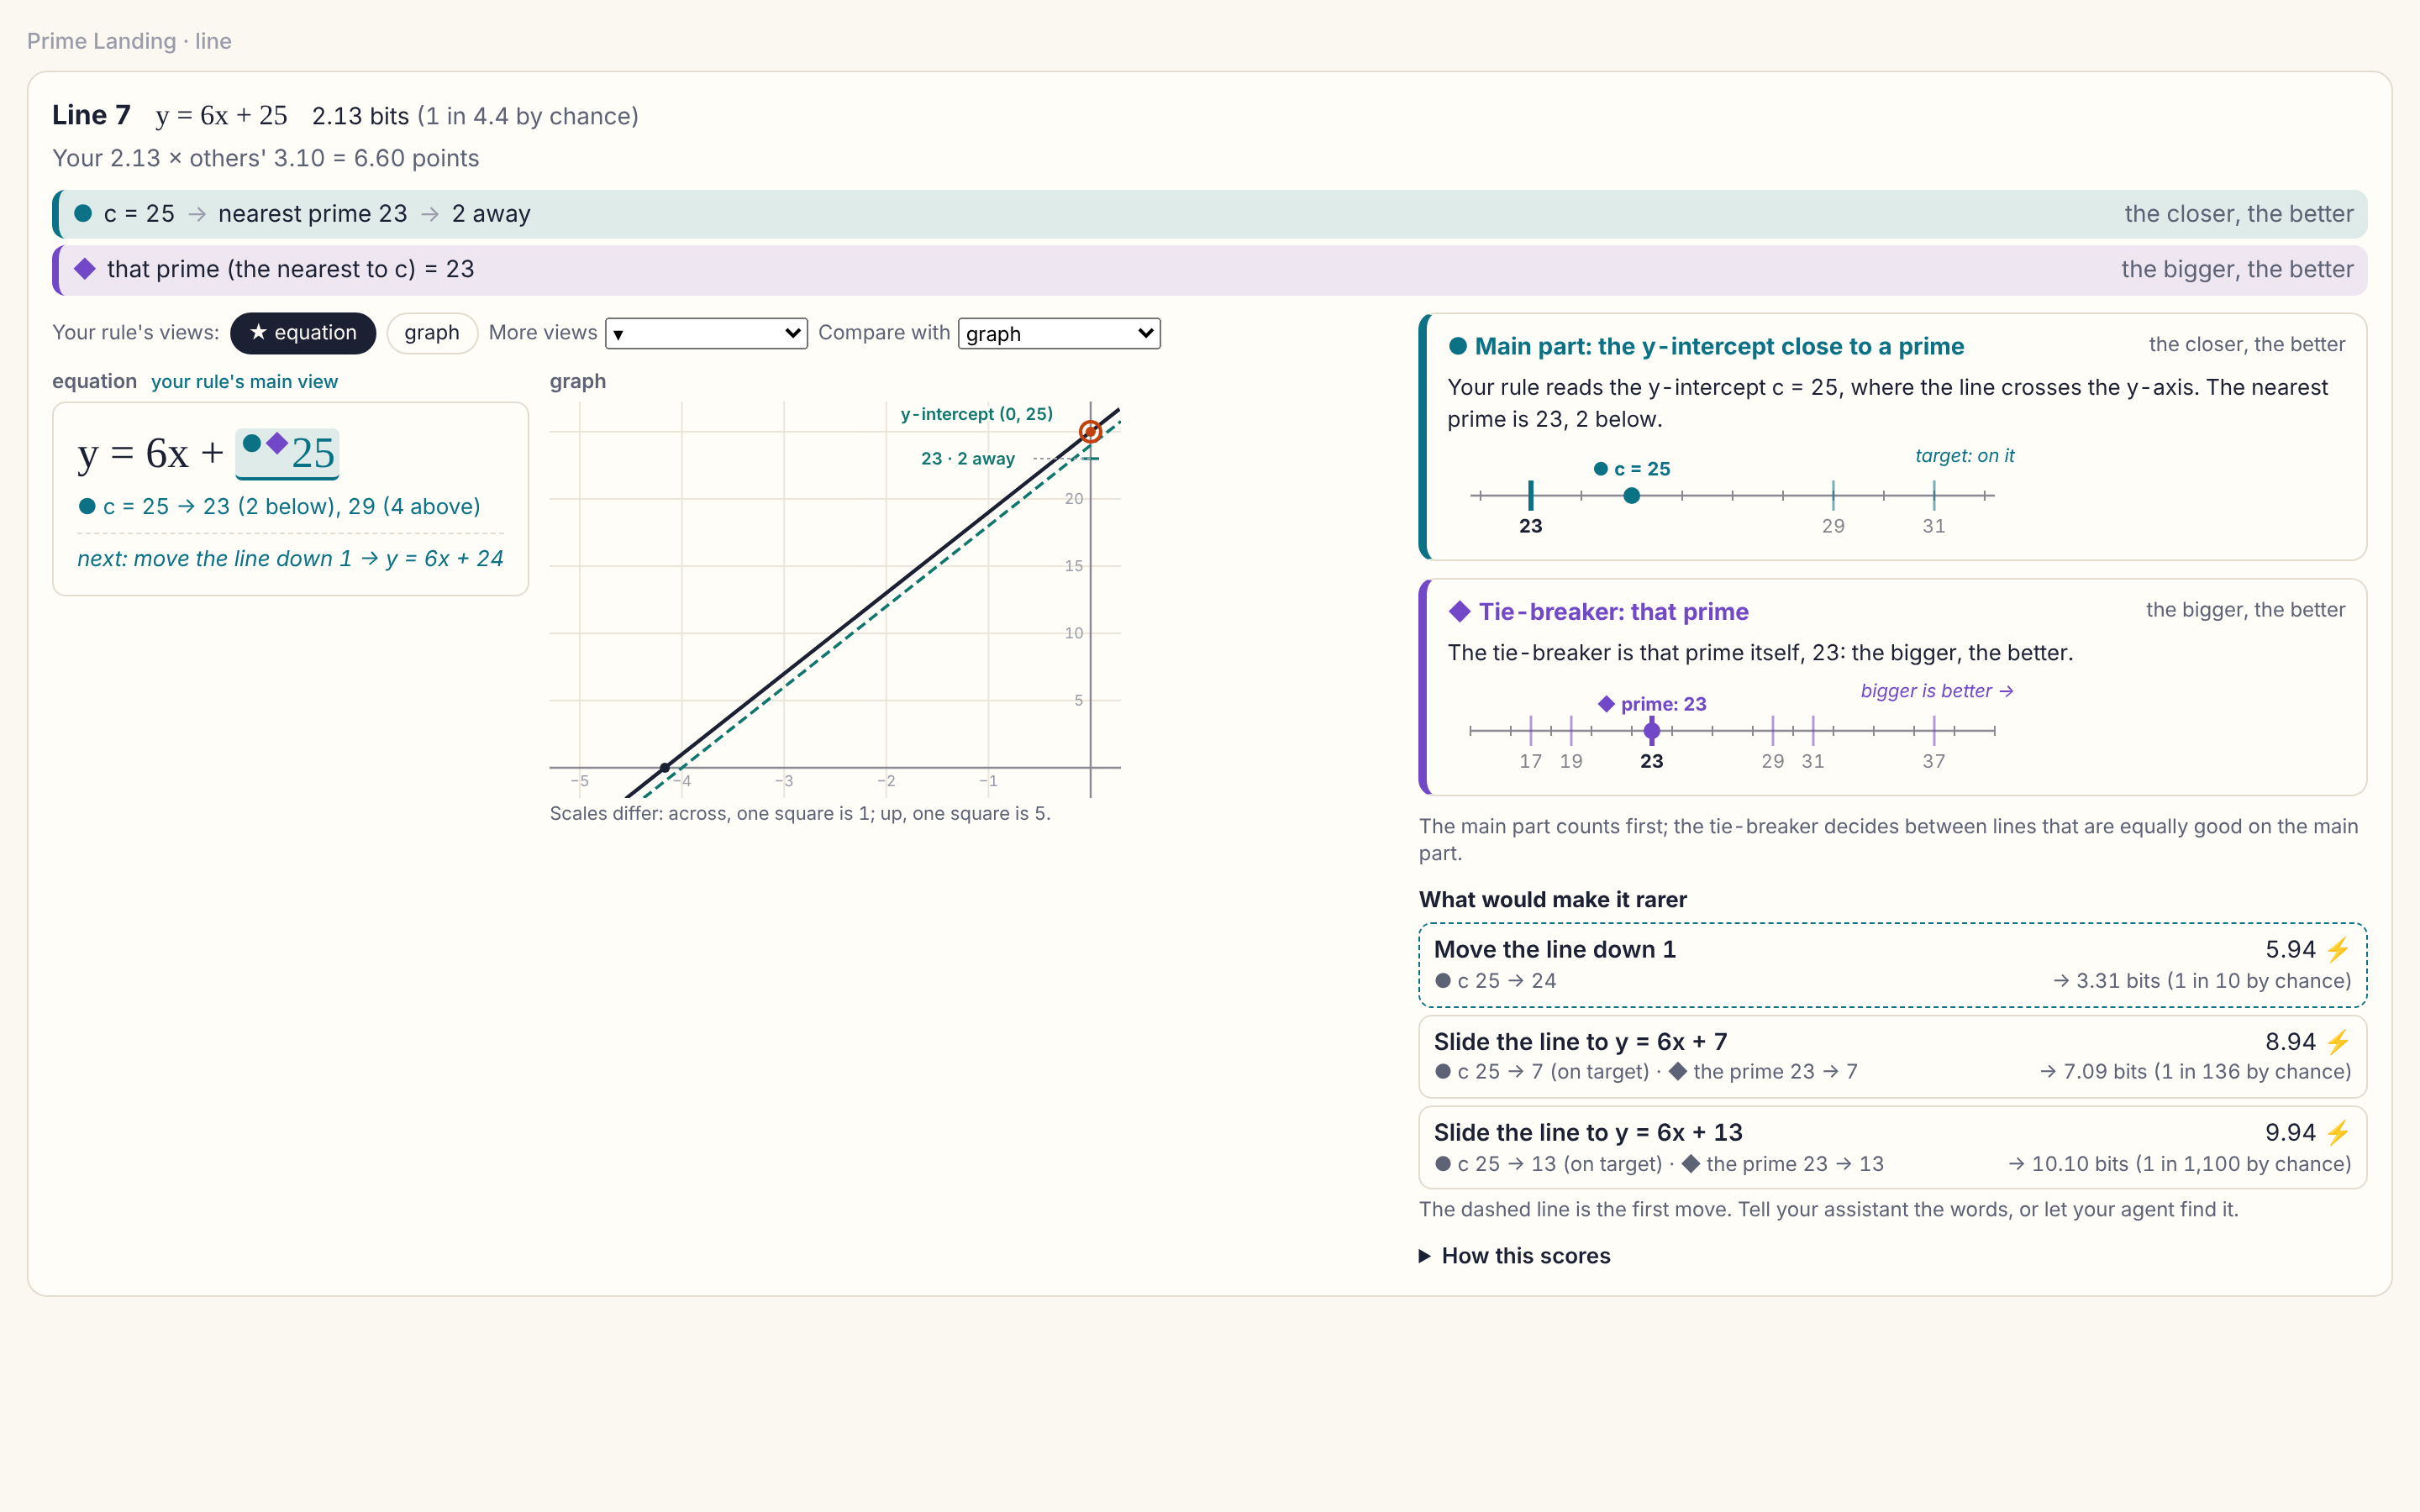 Prime Landing · line
Line 7 y = 6x + 25 2.13 bits (1 in 4.4 by chance)
Your 2.13 × others' 3.10 = 6.60 points
c = 25 → nearest prime 23 → 2 away the closer, the better
that prime (the nearest to c) = 23 the bigger, the better
Your rule's views: ★ equation graph More views ▾ Compare with graph
equation your rule's main view
y = 6x + 25
c = 25 → 23 (2 below), 29 (4 above)
next: move the line down 1 → y = 6x + 24
graph
y-intercept (0, 25)
23 · 2 away
20
15
10
5
−5 −4 −3 −2 −1
Scales differ: across, one square is 1; up, one square is 5.
Main part: the y-intercept close to a prime the closer, the better
Your rule reads the y-intercept c = 25, where the line crosses the y-axis. The nearest
prime is 23, 2 below.
target: on it
c = 25
23 29 31
Tie-breaker: that prime the bigger, the better
The tie-breaker is that prime itself, 23: the bigger, the better.
bigger is better →
prime: 23
17 19 23 29 31 37
The main part counts first; the tie-breaker decides between lines that are equally good on the main
part.
What would make it rarer
Move the line down 1 5.94 ⚡
c 25 → 24 → 3.31 bits (1 in 10 by chance)
Slide the line to y = 6x + 7 8.94 ⚡
c 25 → 7 (on target) · ◆ the prime 23 → 7 → 7.09 bits (1 in 136 by chance)
Slide the line to y = 6x + 13 9.94 ⚡
c 25 → 13 (on target) · ◆ the prime 23 → 13 → 10.10 bits (1 in 1,100 by chance)
The dashed line is the first move. Tell your assistant the words, or let your agent find it.
▶ How this scores